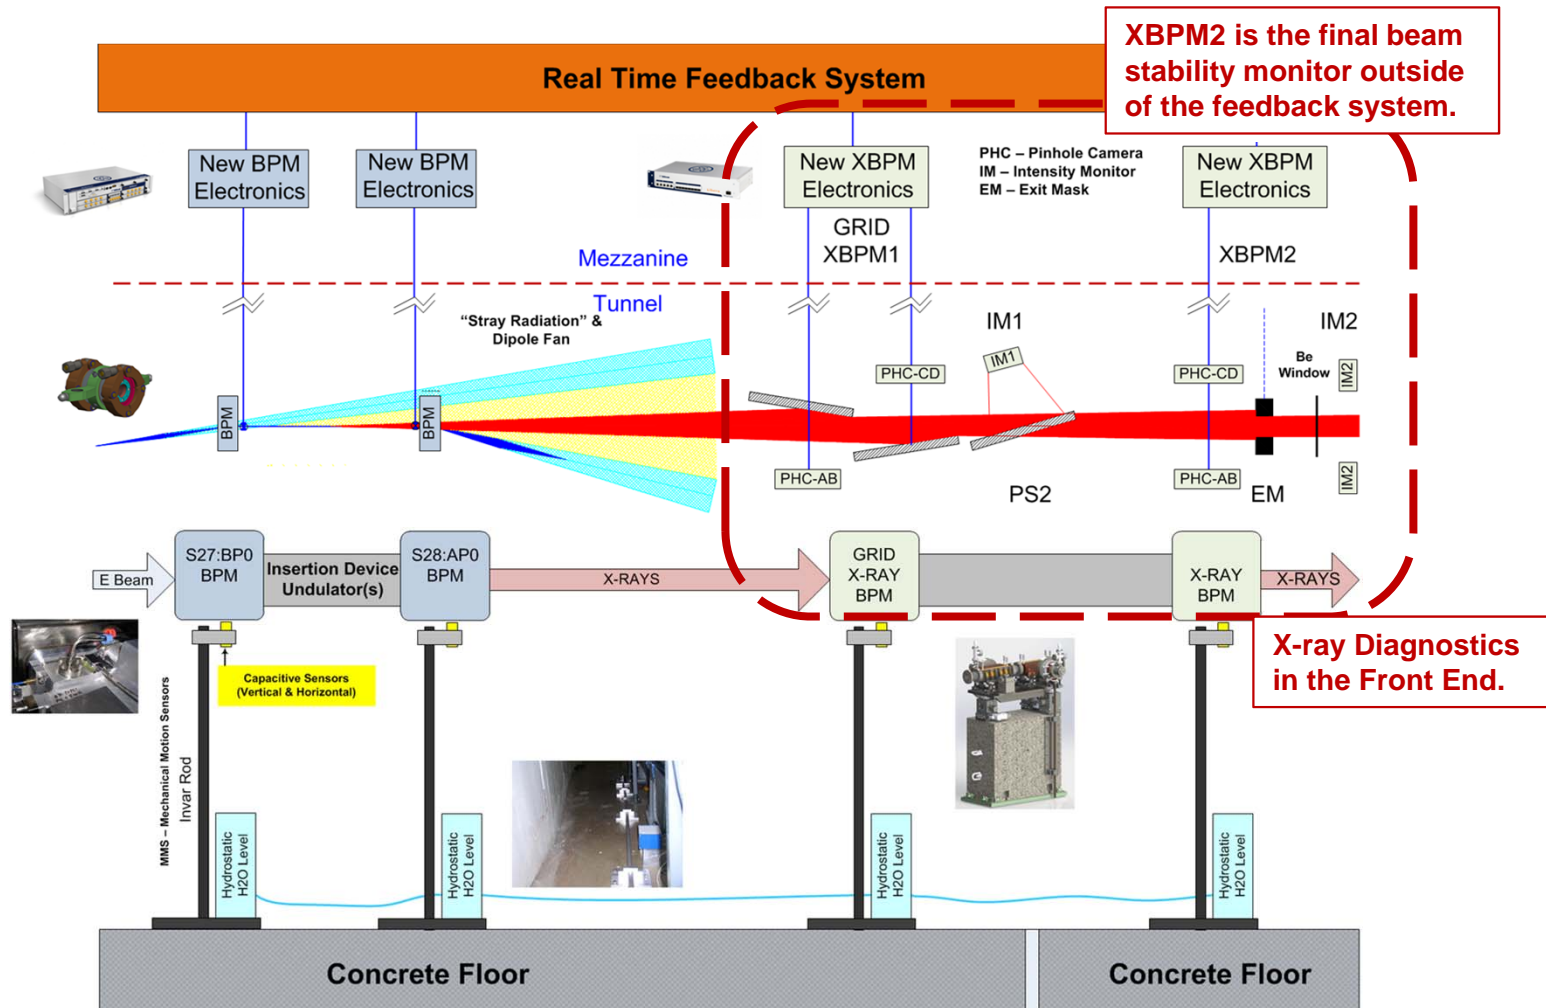 XBPM2 is the final beam
stability monitor outside
of the feedback system.
Real Time Feedback System
New BPM
Electronics
New BPM
Electronics
New XBPM
Electronics
PHC – Pinhole Camera
IM – Intensity Monitor
EM – Exit Mask
New XBPM
Electronics
GRID
XBPM1
XBPM2
Mezzanine
Tunnel
"Stray Radiation" &
Dipole Fan
IM1
IM2
IM1
Be
Window
PHC-CD
PHC-CD
IM2
BPM
BPM
PHC-AB
PHC-AB
IM2
PS2
EM
E Beam
S27:BP0
BPM
Insertion Device
Undulator(s)
S28:AP0
BPM
X-RAYS
GRID
X-RAY
BPM
X-RAY
BPM
X-RAYS
X-ray Diagnostics
in the Front End.
Capacitive Sensors
(Vertical & Horizontal)
MMS – Mechanical Motion Sensors
Invar Rod
Hydrostatic
H2O Level
Hydrostatic
H2O Level
Hydrostatic
H2O Level
Hydrostatic
H2O Level
Concrete Floor
Concrete Floor